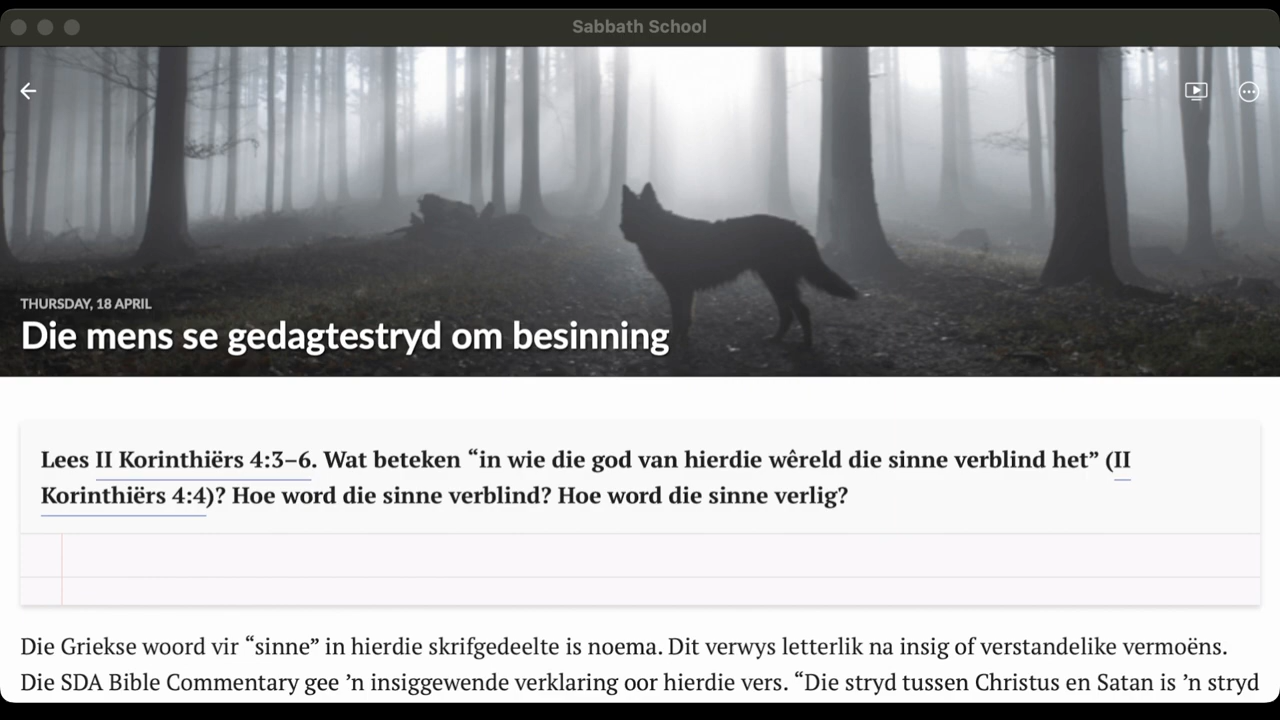 Sabbath School
THURSDAY, 18 APRIL
Die mens se gedagtestryd om besinning
Lees II Korinthiërs 4:3–6. Wat beteken “in wie die god van hierdie wêreld die sinne verblind het” (II
Korinthiërs 4:4)? Hoe word die sinne verblind? Hoe word die sinne verlig?
Die Griekse woord vir “sinne” in hierdie skrifgedeelte is noema. Dit verwys letterlik na insig of verstandelike vermoëns.
Die SDA Bible Commentary gee ’n insiggewende verklaring oor hierdie vers. “Die stryd tussen Christus en Satan is ’n stryd